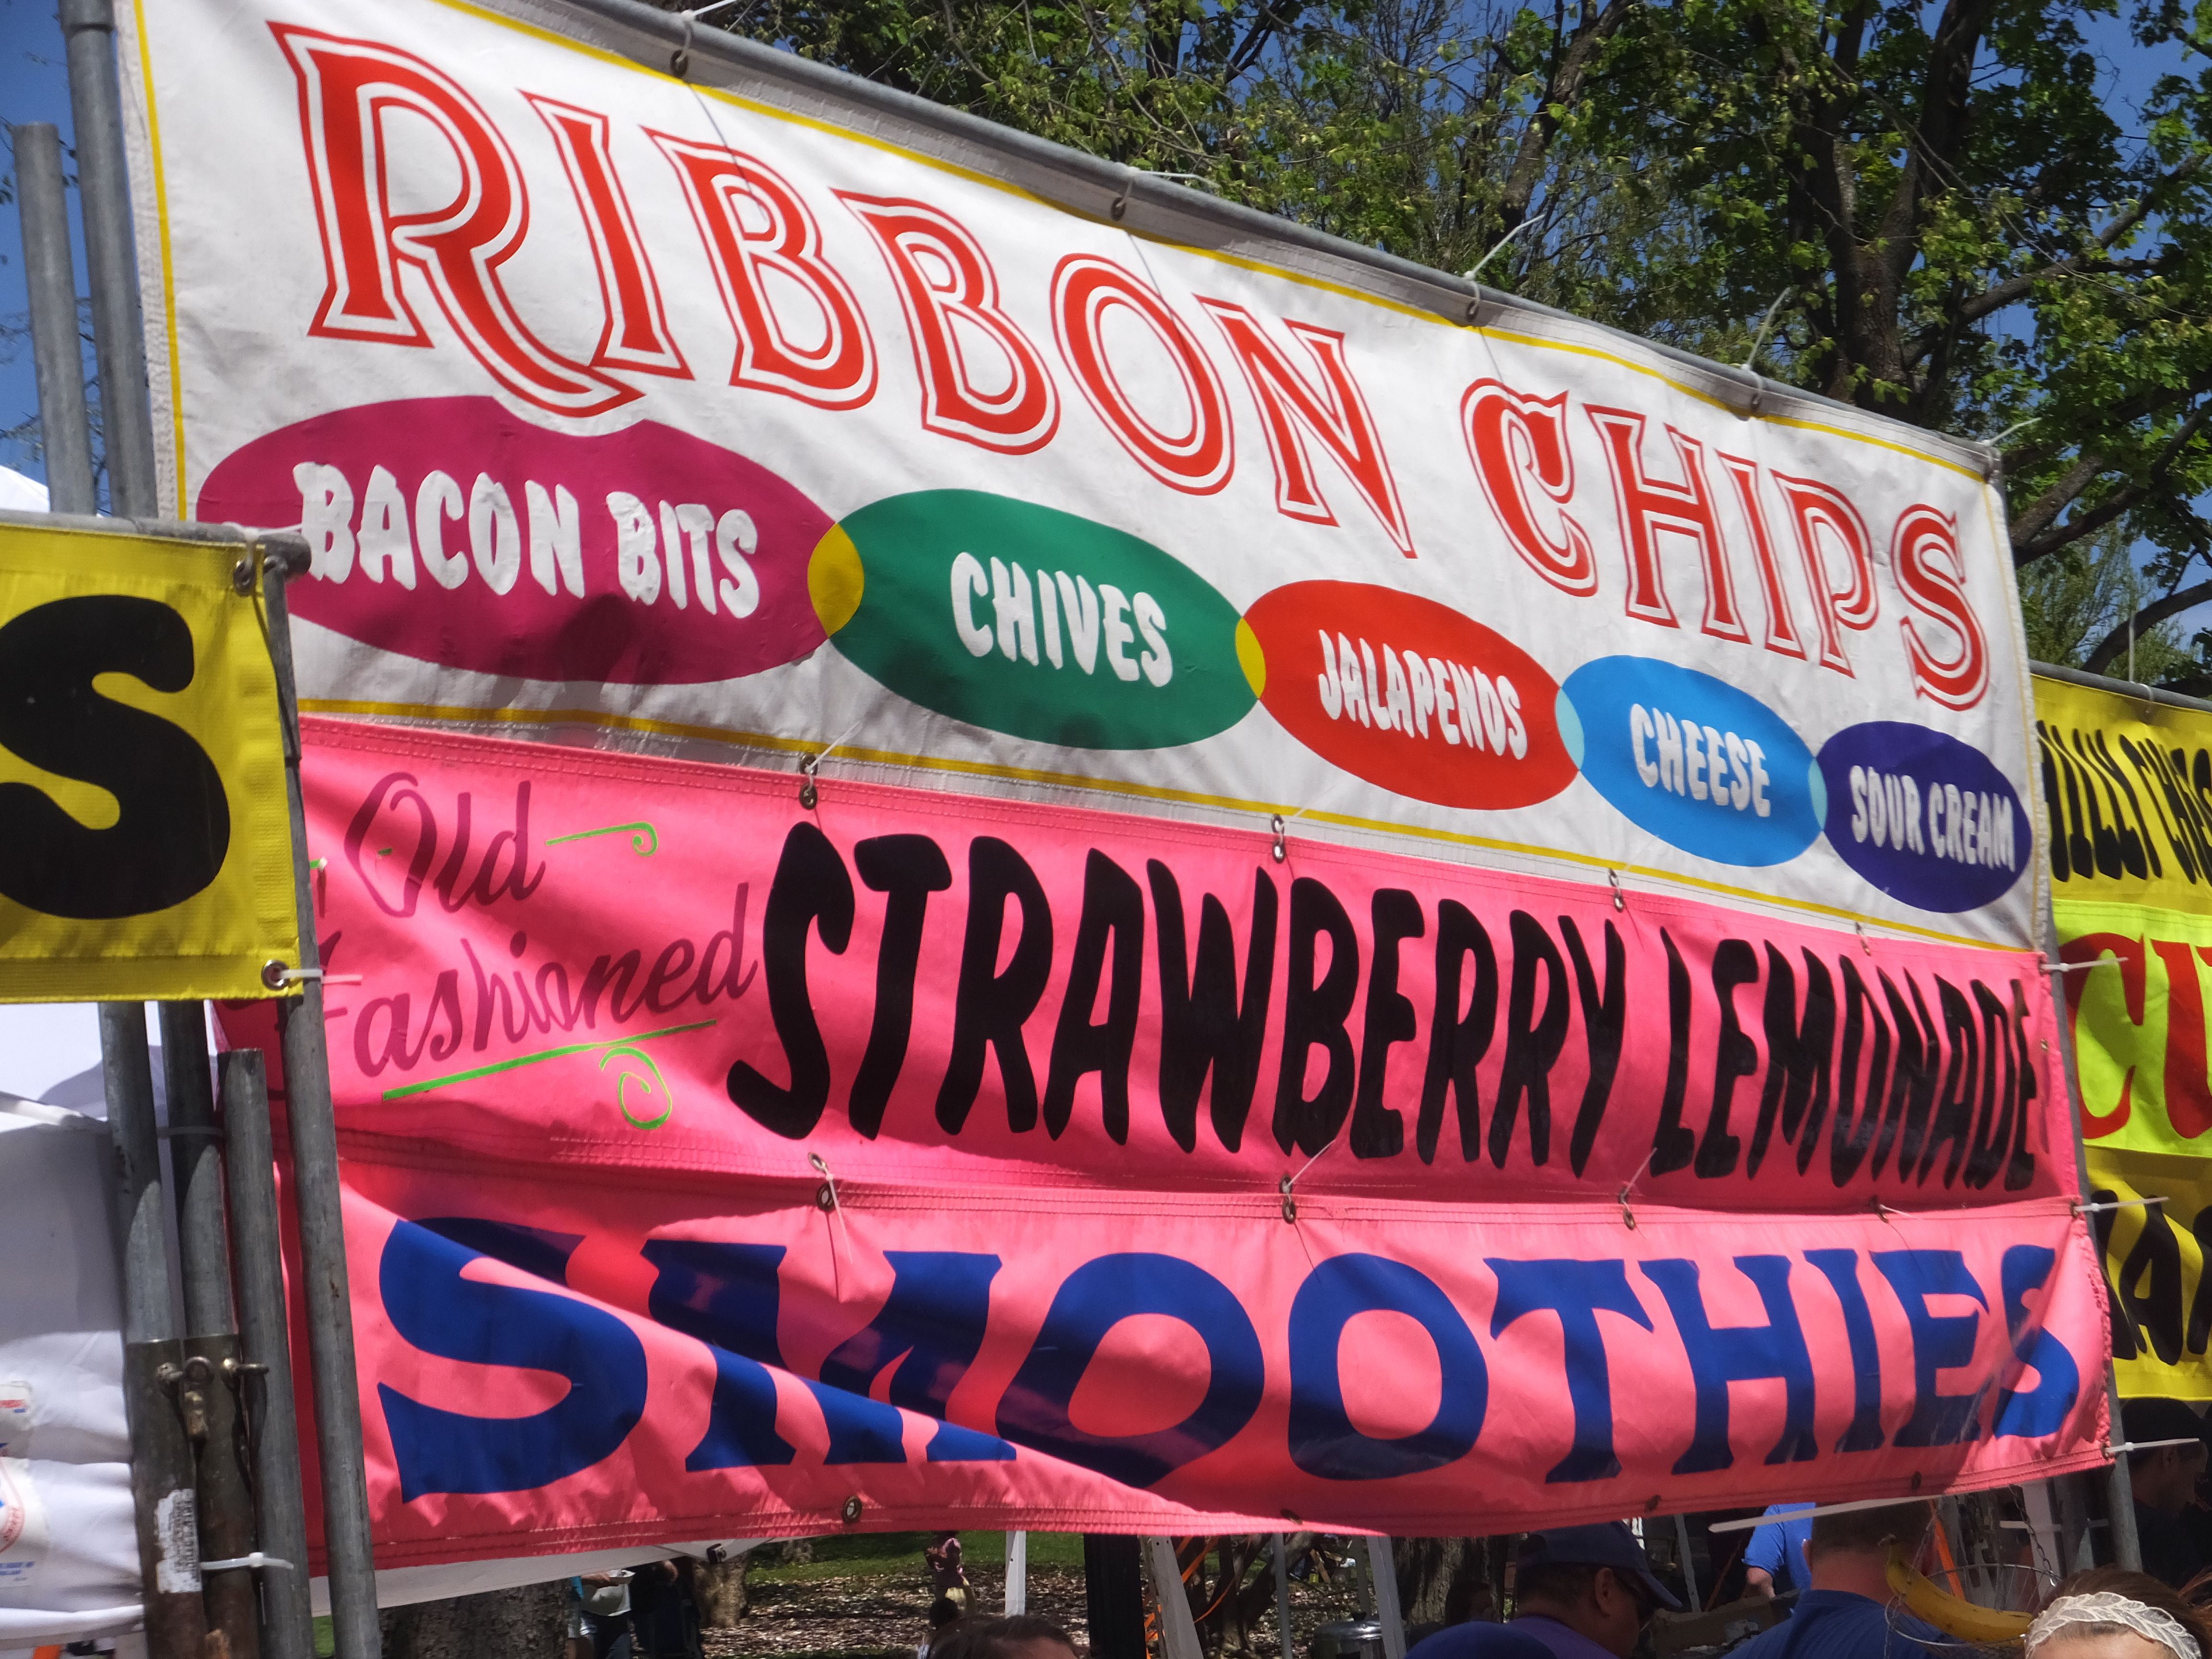 RIBBON CHIPS
BACON BITS
CHIVES
JALAPENOS
CHEESE
SOUR CREAM
Old
Fashioned
STRAWBERRY LEMONADE
SMOOTHIES
S